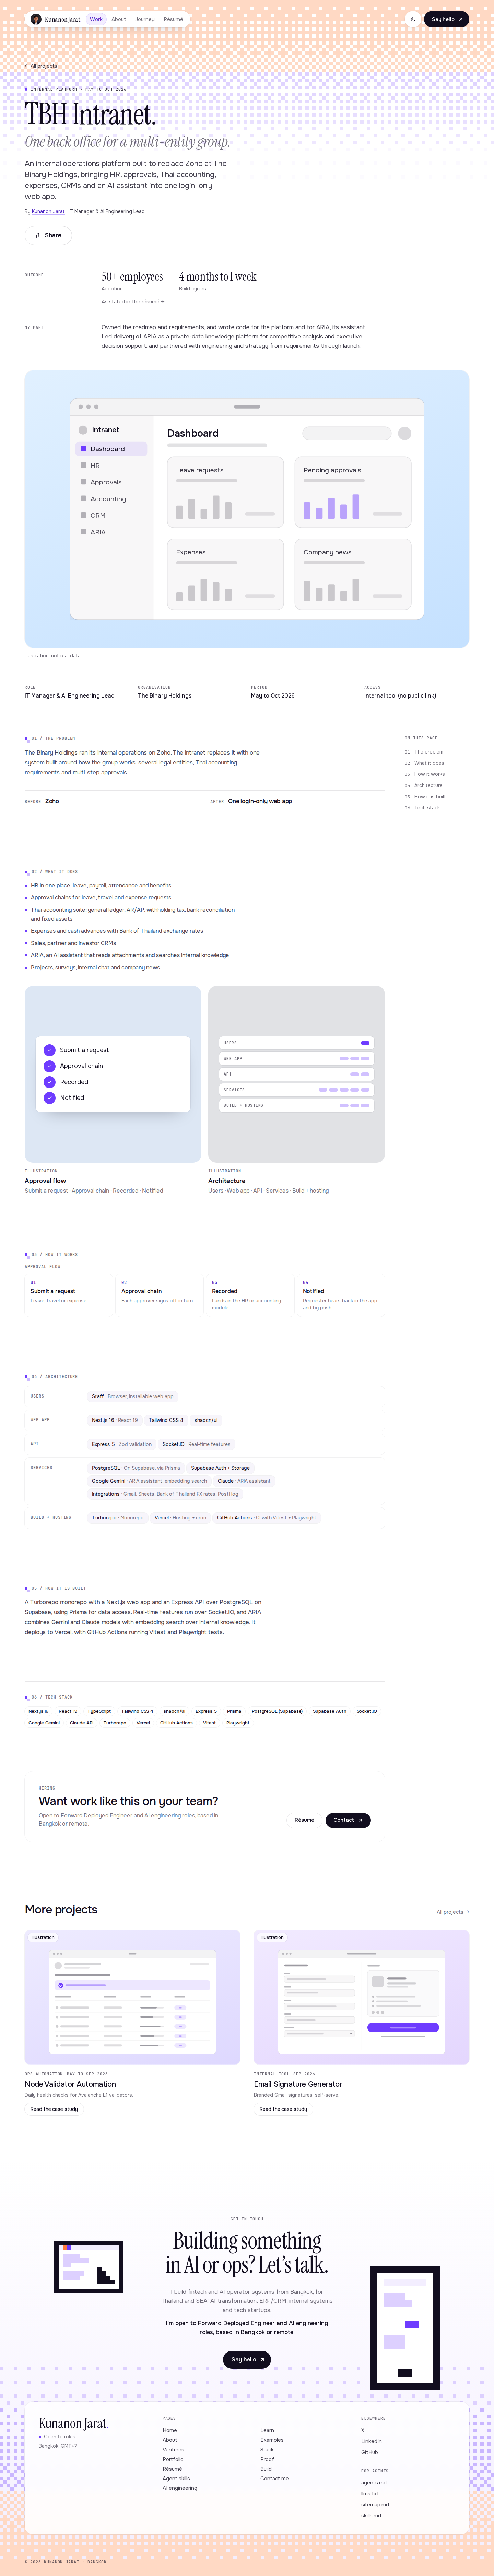 Kunanon Jarat
Work
About
Journey
Résumé
Say hello
← All projects
INTERNAL PLATFORM · MAY TO OCT 2026
TBH Intranet.
One back office for a multi-entity group.
An internal operations platform built to replace Zoho at The
Binary Holdings, bringing HR, approvals, Thai accounting,
expenses, CRMs and an AI assistant into one login-only
web app.
By Kunanon Jarat · IT Manager & AI Engineering Lead
Share
OUTCOME
50+ employees
Adoption
4 months to 1 week
Build cycles
As stated in the résumé
MY PART
Owned the roadmap and requirements, and wrote code for the platform and for ARIA, its assistant.
Led delivery of ARIA as a private-data knowledge platform for competitive analysis and executive
decision support, and partnered with engineering and strategy from requirements through launch.
Intranet
Dashboard
HR
Approvals
Accounting
CRM
ARIA
Dashboard
Leave requests
Pending approvals
Expenses
Company news
Illustration, not real data.
ROLE
IT Manager & AI Engineering Lead
ORGANISATION
The Binary Holdings
PERIOD
May to Oct 2026
ACCESS
Internal tool (no public link)
01 / THE PROBLEM
The Binary Holdings ran its internal operations on Zoho. The intranet replaces it with one
system built around how the group works: several legal entities, Thai accounting
requirements and multi-step approvals.
BEFORE Zoho
AFTER One login-only web app
ON THIS PAGE
01 The problem
02 What it does
03 How it works
04 Architecture
05 How it is built
06 Tech stack
02 / WHAT IT DOES
HR in one place: leave, payroll, attendance and benefits
Approval chains for leave, travel and expense requests
Thai accounting suite: general ledger, AR/AP, withholding tax, bank reconciliation
and fixed assets
Expenses and cash advances with Bank of Thailand exchange rates
Sales, partner and investor CRMs
ARIA, an AI assistant that reads attachments and searches internal knowledge
Projects, surveys, internal chat and company news
Submit a request
Approval chain
Recorded
Notified
USERS
WEB APP
API
SERVICES
BUILD + HOSTING
ILLUSTRATION
Approval flow
Submit a request · Approval chain · Recorded · Notified
ILLUSTRATION
Architecture
Users · Web app · API · Services · Build + hosting
03 / HOW IT WORKS
APPROVAL FLOW
01
Submit a request
Leave, travel or expense
02
Approval chain
Each approver signs off in turn
03
Recorded
Lands in the HR or accounting
module
04
Notified
Requester hears back in the app
and by push
04 / ARCHITECTURE
USERS
Staff · Browser, installable web app
WEB APP
Next.js 16 · React 19
Tailwind CSS 4
shadcn/ui
API
Express 5 · Zod validation
Socket.IO · Real-time features
SERVICES
PostgreSQL · On Supabase, via Prisma
Supabase Auth + Storage
Google Gemini · ARIA assistant, embedding search
Claude · ARIA assistant
Integrations · Gmail, Sheets, Bank of Thailand FX rates, PostHog
BUILD + HOSTING
Turborepo · Monorepo
Vercel · Hosting + cron
GitHub Actions · CI with Vitest + Playwright
05 / HOW IT IS BUILT
A Turborepo monorepo with a Next.js web app and an Express API over PostgreSQL on
Supabase, using Prisma for data access. Real-time features run over Socket.IO, and ARIA
combines Gemini and Claude models with embedding search over internal knowledge. It
deploys to Vercel, with GitHub Actions running Vitest and Playwright tests.
06 / TECH STACK
Next.js 16
React 19
TypeScript
Tailwind CSS 4
shadcn/ui
Express 5
Prisma
PostgreSQL (Supabase)
Supabase Auth
Socket.IO
Google Gemini
Claude API
Turborepo
Vercel
GitHub Actions
Vitest
Playwright
HIRING
Want work like this on your team?
Open to Forward Deployed Engineer and AI engineering roles, based in
Bangkok or remote.
Résumé
Contact
More projects
All projects
Illustration
OPS AUTOMATION · MAY TO SEP 2026
Node Validator Automation
Daily health checks for Avalanche L1 validators.
Read the case study
Illustration
INTERNAL TOOL · SEP 2026
Email Signature Generator
Branded Gmail signatures, self-serve.
Read the case study
GET IN TOUCH
Building something
in AI or ops? Let's talk.
I build fintech and AI operator systems from Bangkok, for
Thailand and SEA: AI transformation, ERP/CRM, internal systems
and tech startups.
I'm open to Forward Deployed Engineer and AI engineering
roles, based in Bangkok or remote.
Say hello
Kunanon Jarat.
Open to roles
Bangkok, GMT+7
PAGES
Home
About
Ventures
Portfolio
Résumé
Agent skills
AI engineering
Learn
Examples
Stack
Proof
Build
Contact me
ELSEWHERE
X
LinkedIn
GitHub
FOR AGENTS
agents.md
llms.txt
sitemap.md
skills.md
© 2026 KUNANON JARAT · BANGKOK